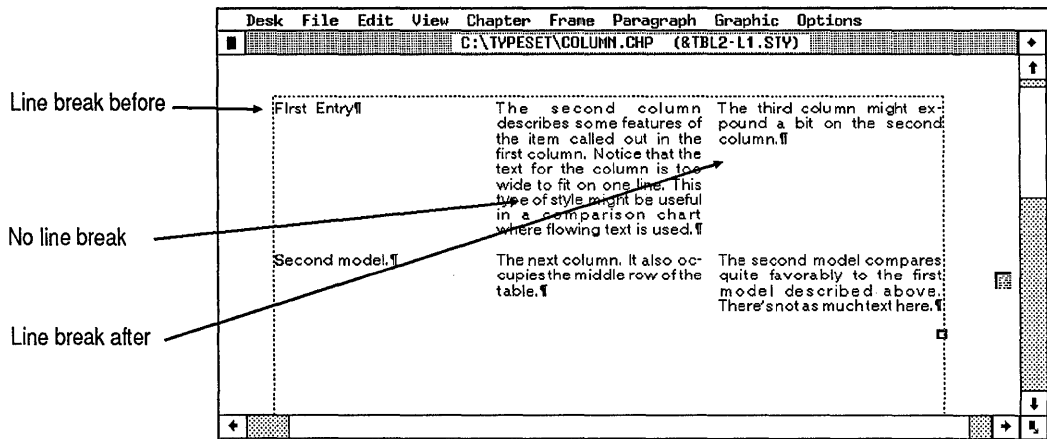 Desk File Edit View Chapter Frame Paragraph Graphic Options
C:\TYPESET\COLUMN.CHP (&TBL2-L1.STY)
Line break before
No line break
Line break after
FIrst Entry¶
The second column
describes some features of
the item called out in the
first column. Notice that the
text for the column is too
wide to fit on one line. This
type of style might be useful
in a comparison chart
where flowing text is used.¶
The third column might ex-
pound a bit on the second
column.¶
Second model.¶
The next column. It also oc-
cupies the middle row of the
table.¶
The second model compares
quite favorably to the first
model described above.
There's not as much text here.¶